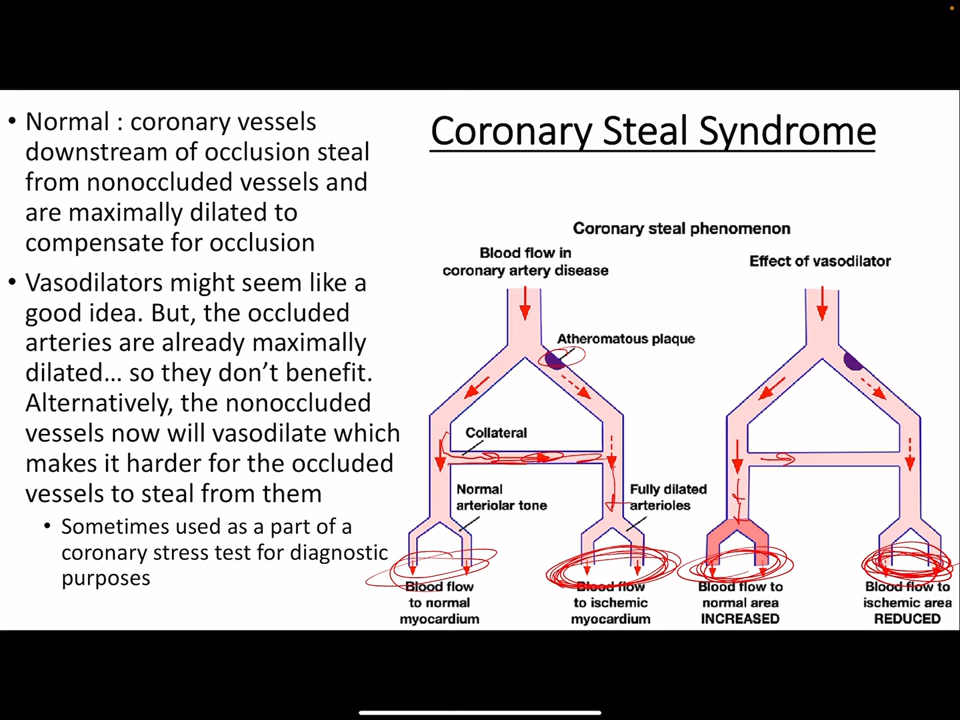 • Normal : coronary vessels
downstream of occlusion steal
from nonoccluded vessels and
are maximally dilated to
compensate for occlusion
• Vasodilators might seem like a
good idea. But, the occluded
arteries are already maximally
dilated… so they don’t benefit.
Alternatively, the nonoccluded
vessels now will vasodilate which
makes it harder for the occluded
vessels to steal from them
• Sometimes used as a part of a
coronary stress test for diagnostic
purposes
Coronary Steal Syndrome
Coronary steal phenomenon
Blood flow in
coronary artery disease
Effect of vasodilator
Atheromatous plaque
Collateral
Normal
arteriolar tone
Fully dilated
arterioles
Blood flow
to normal
myocardium
Blood flow
to ischemic
myocardium
Blood flow to
normal area
INCREASED
Blood flow to
ischemic area
REDUCED